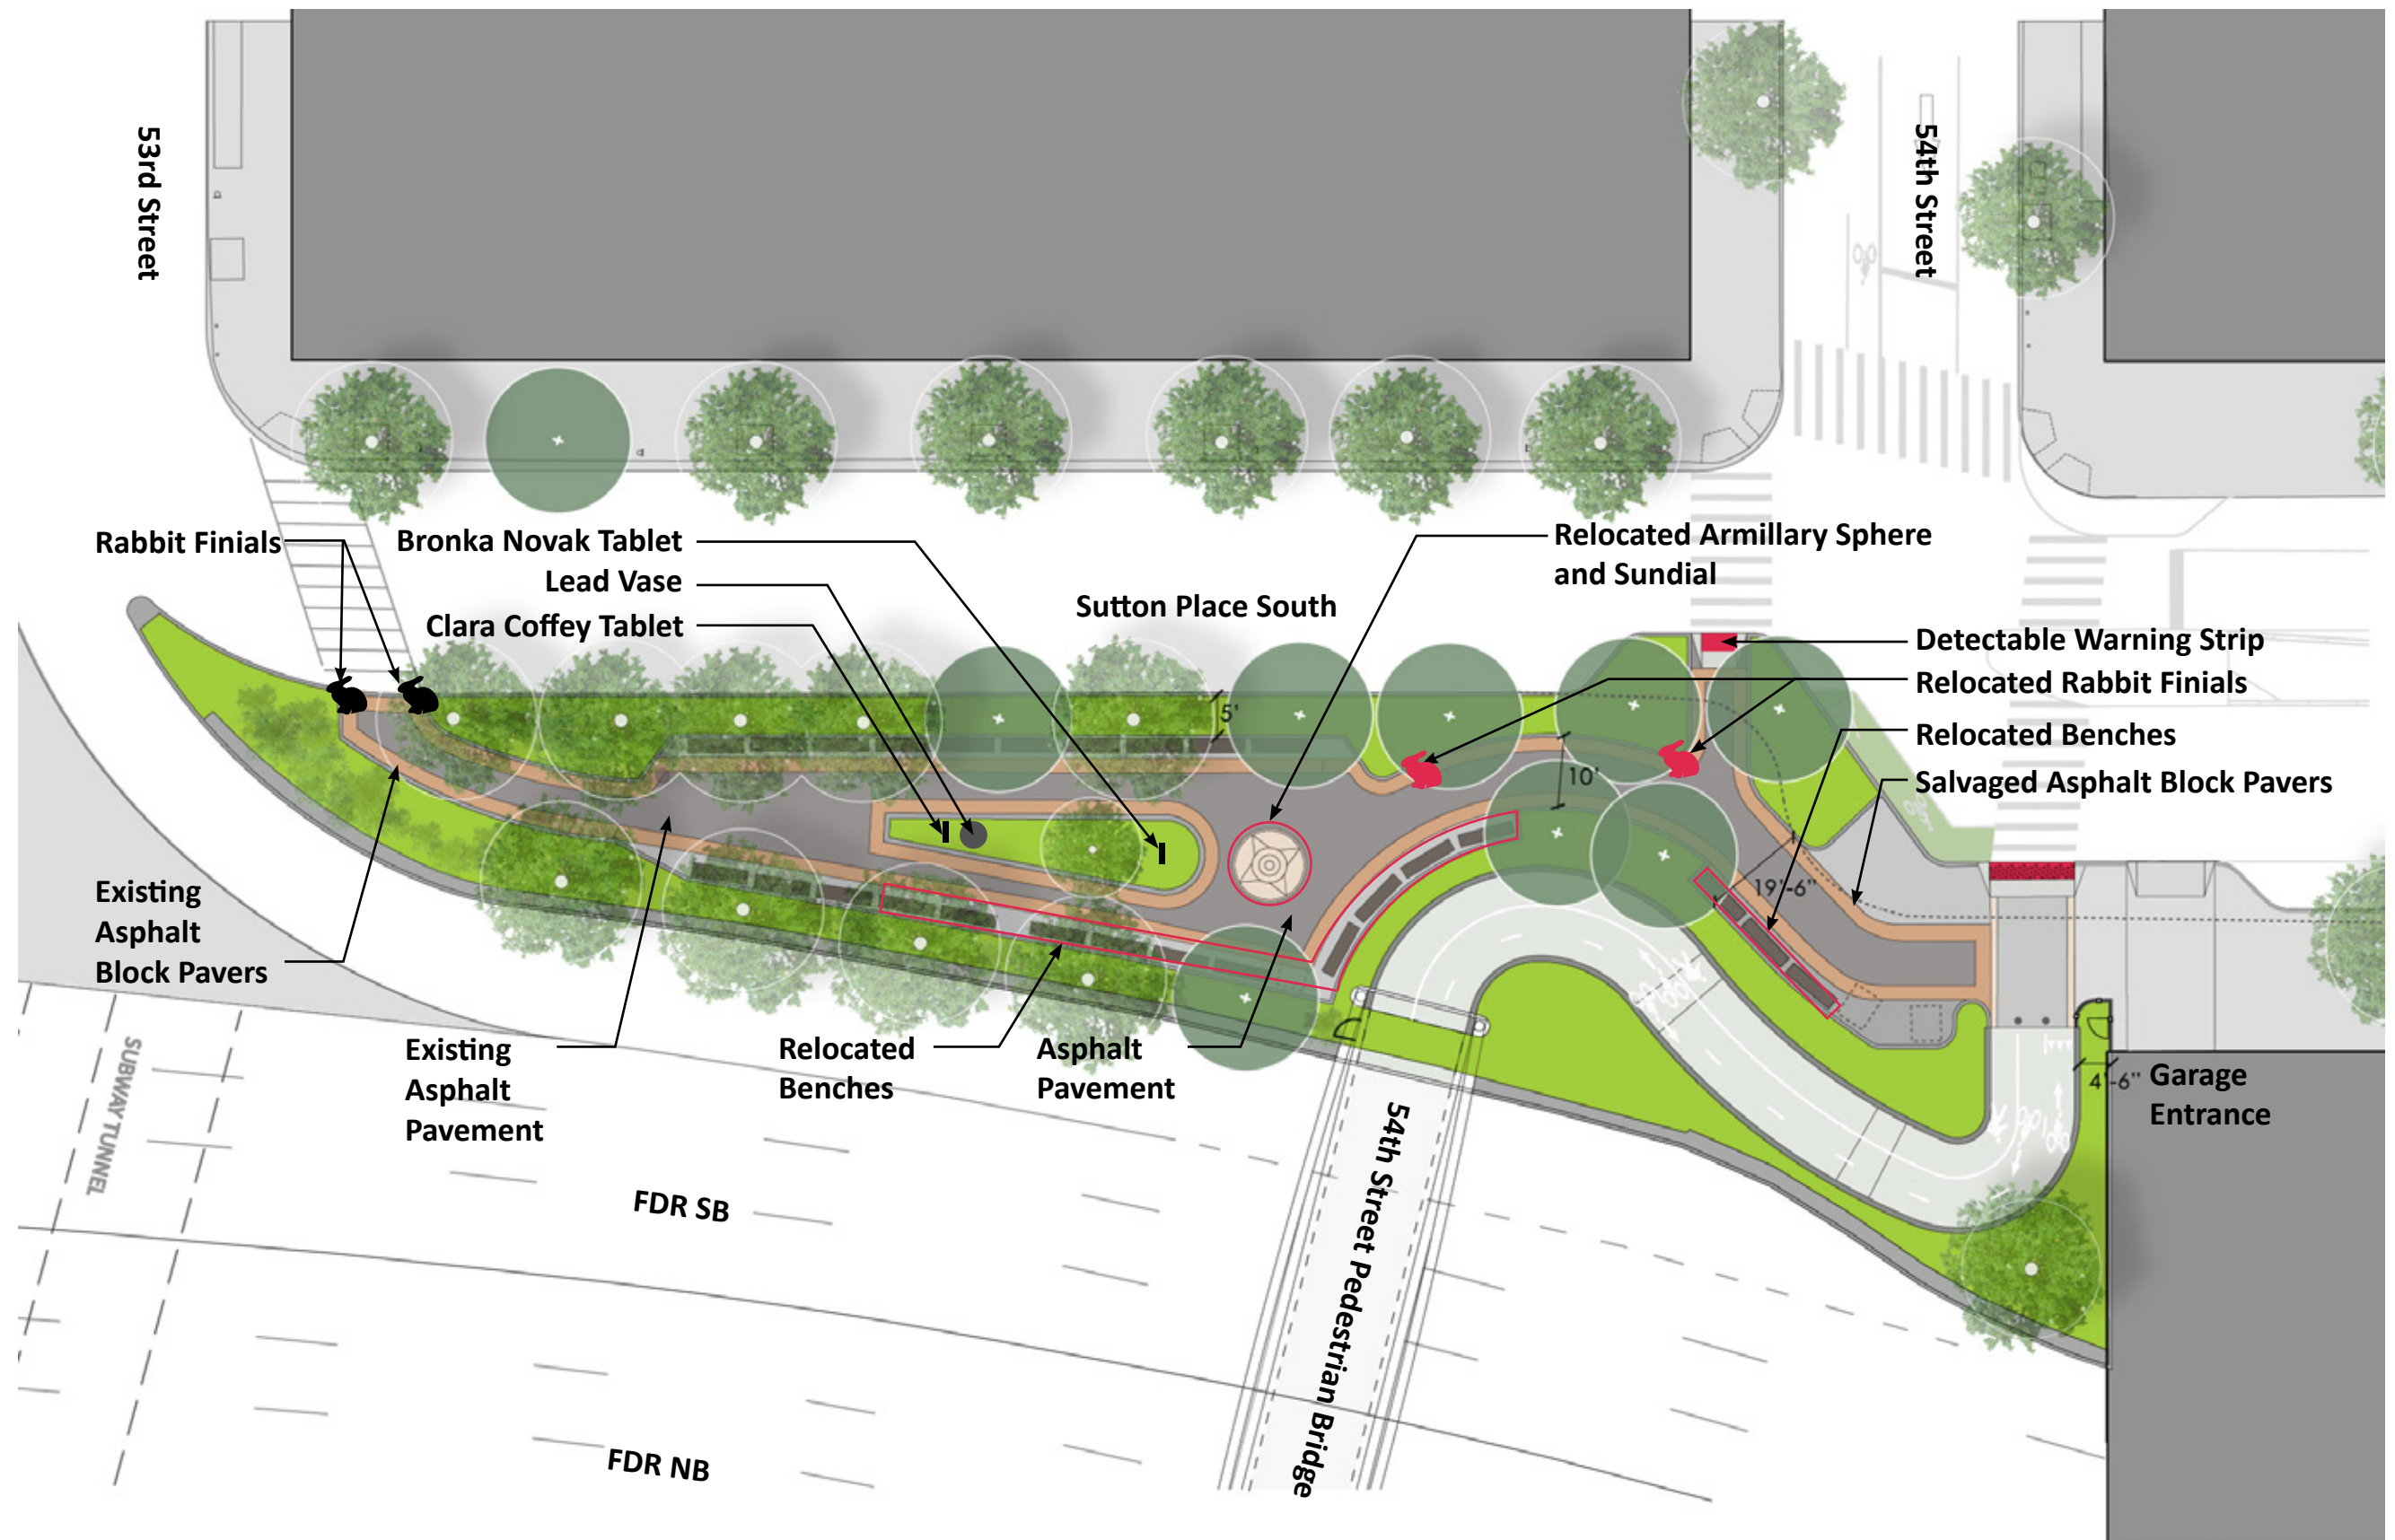 53rd Street
54th Street
Rabbit Finials
Bronka Novak Tablet
Lead Vase
Clara Coffey Tablet
Sutton Place South
Relocated Armillary Sphere
and Sundial
Detectable Warning Strip
Relocated Rabbit Finials
Relocated Benches
Salvaged Asphalt Block Pavers
5'
10'
19'-6"
Existing
Asphalt
Block Pavers
Existing
Asphalt
Pavement
Relocated
Benches
Asphalt
Pavement
4'-6"
Garage
Entrance
SUBWAY TUNNEL
FDR SB
FDR NB
54th Street Pedestrian Bridge